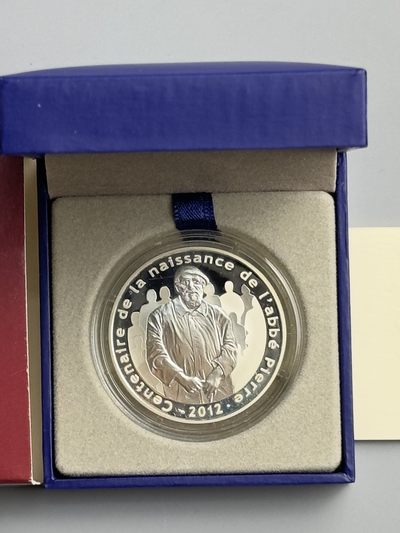 Centenaire de la naissance de l'abbé Pierre
· 2012 ·